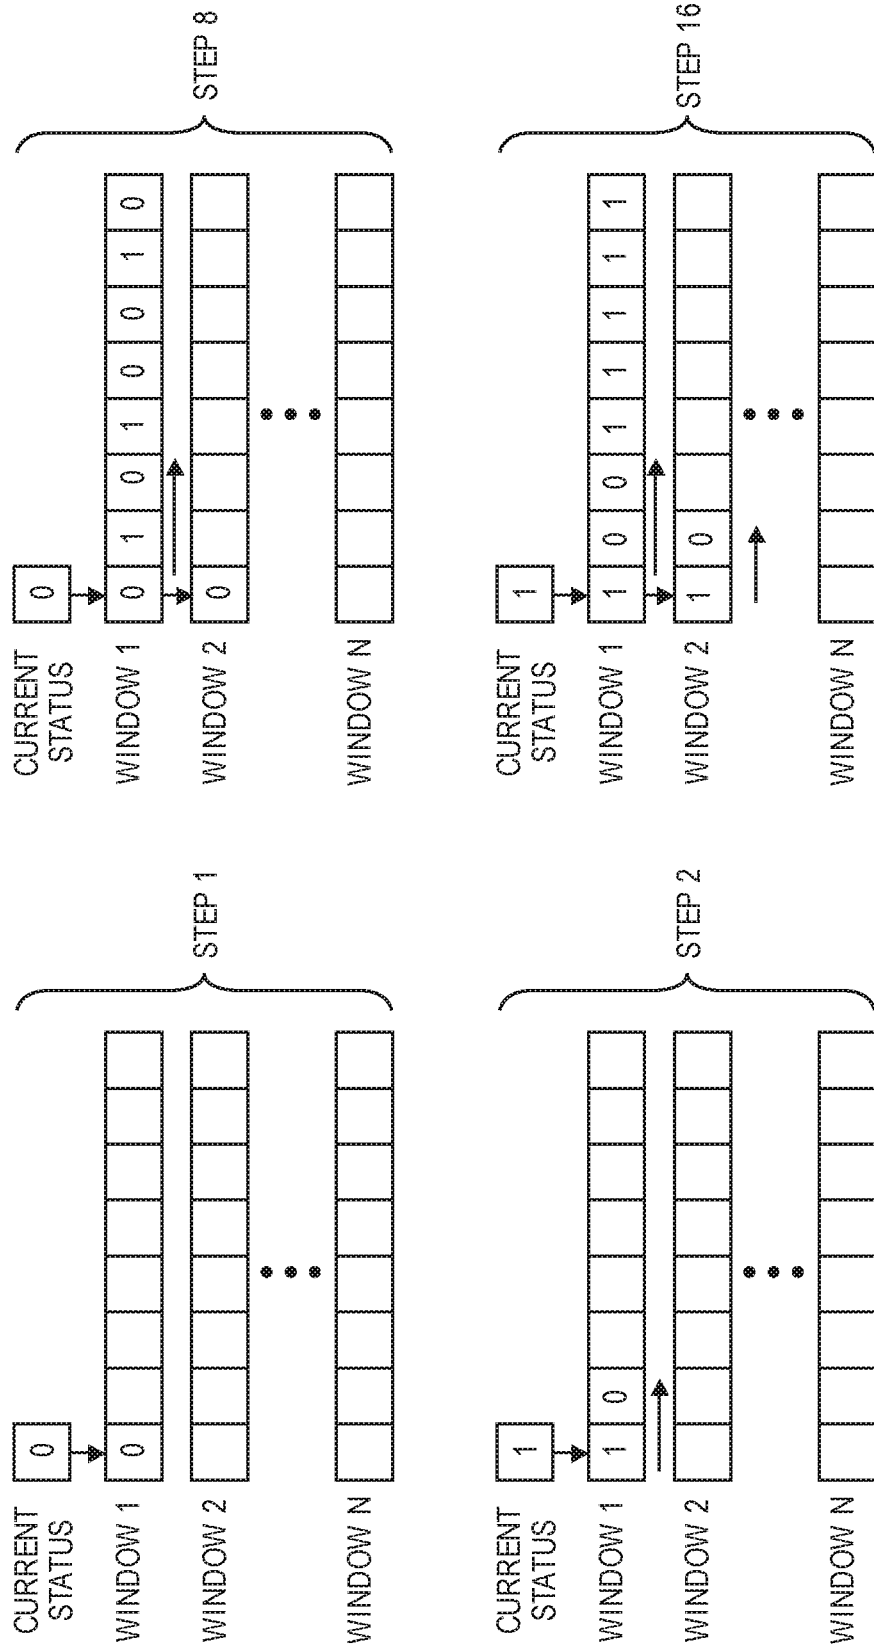 CURRENT
STATUS
0
WINDOW 1
0
WINDOW 2
WINDOW N
STEP 1
CURRENT
STATUS
0
WINDOW 1
0 1 0 1 0 0 1 0
WINDOW 2
0
WINDOW N
STEP 8
CURRENT
STATUS
1
WINDOW 1
1 0
WINDOW 2
WINDOW N
STEP 2
CURRENT
STATUS
1
WINDOW 1
1 0 0 1 1 1 1 1
WINDOW 2
1 0
WINDOW N
STEP 16